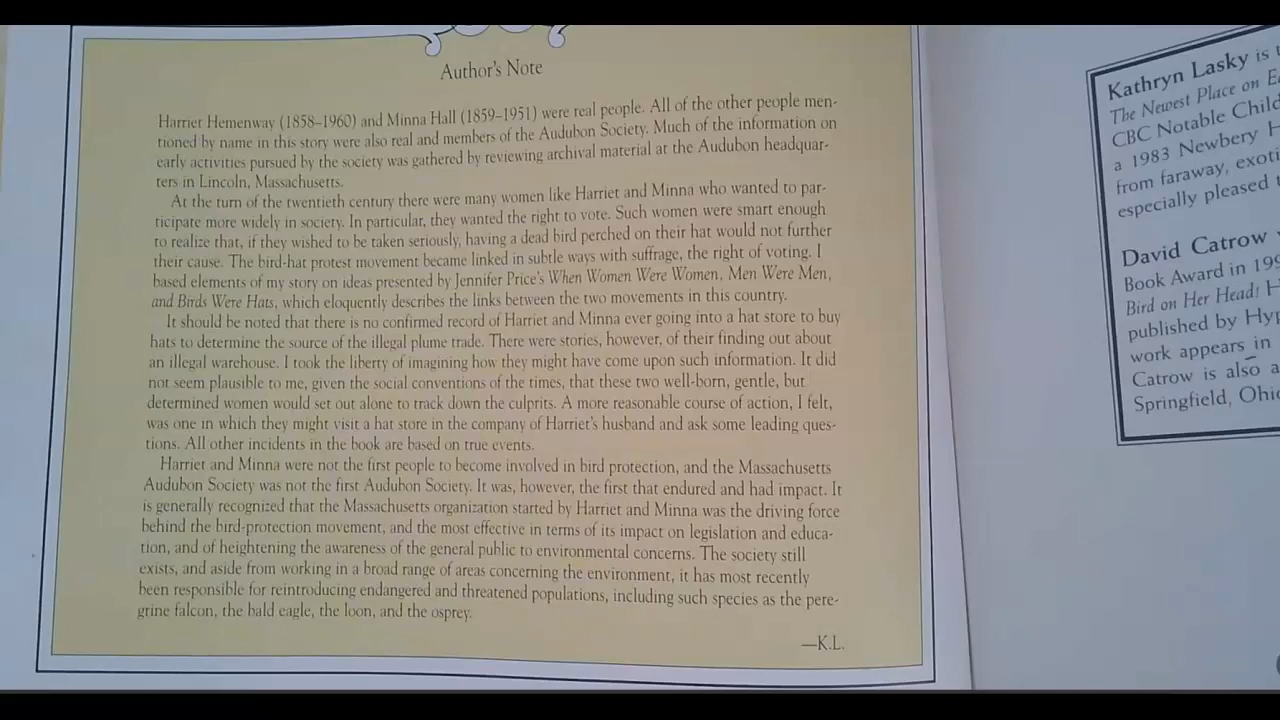 Author's Note
Harriet Hemenway (1858–1960) and Minna Hall (1859–1951) were real people. All of the other people men-
tioned by name in this story were also real and members of the Audubon Society. Much of the information on
early activities pursued by the society was gathered by reviewing archival material at the Audubon headquar-
ters in Lincoln, Massachusetts.
At the turn of the twentieth century there were many women like Harriet and Minna who wanted to par-
ticipate more widely in society. In particular, they wanted the right to vote. Such women were smart enough
to realize that, if they wished to be taken seriously, having a dead bird perched on their hat would not further
their cause. The bird-hat protest movement became linked in subtle ways with suffrage, the right of voting. I
based elements of my story on ideas presented by Jennifer Price's When Women Were Women, Men Were Men,
and Birds Were Hats, which eloquently describes the links between the two movements in this country.
It should be noted that there is no confirmed record of Harriet and Minna ever going into a hat store to buy
hats to determine the source of the illegal plume trade. There were stories, however, of their finding out about
an illegal warehouse. I took the liberty of imagining how they might have come upon such information. It did
not seem plausible to me, given the social conventions of the times, that these two well-born, gentle, but
determined women would set out alone to track down the culprits. A more reasonable course of action, I felt,
was one in which they might visit a hat store in the company of Harriet's husband and ask some leading ques-
tions. All other incidents in the book are based on true events.
Harriet and Minna were not the first people to become involved in bird protection, and the Massachusetts
Audubon Society was not the first Audubon Society. It was, however, the first that endured and had impact. It
is generally recognized that the Massachusetts organization started by Harriet and Minna was the driving force
behind the bird-protection movement, and the most effective in terms of its impact on legislation and educa-
tion, and of heightening the awareness of the general public to environmental concerns. The society still
exists, and aside from working in a broad range of areas concerning the environment, it has most recently
been responsible for reintroducing endangered and threatened populations, including such species as the pere-
grine falcon, the bald eagle, the loon, and the osprey.
—K.L.
Kathryn Lasky is
The Newest Place on
CBC Notable Child
a 1983 Newbery H
from faraway, exoti
especially pleased
David Catrow
Book Award in 199
Bird on Her Head! H
published by Hyp
work appears in
Catrow is also a
Springfield, Ohio